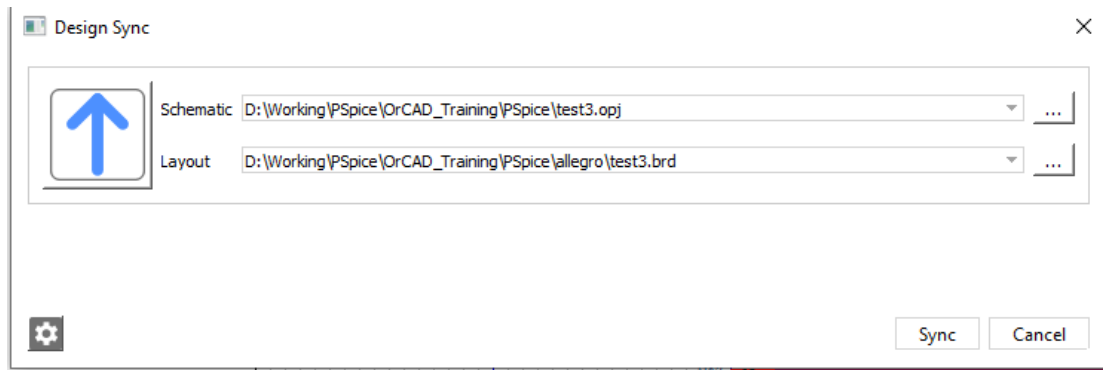 Design Sync
Schematic D:\Working\PSpice\OrCAD_Training\PSpice\test3.opj ...
Layout D:\Working\PSpice\OrCAD_Training\PSpice\allegro\test3.brd ...
Sync Cancel